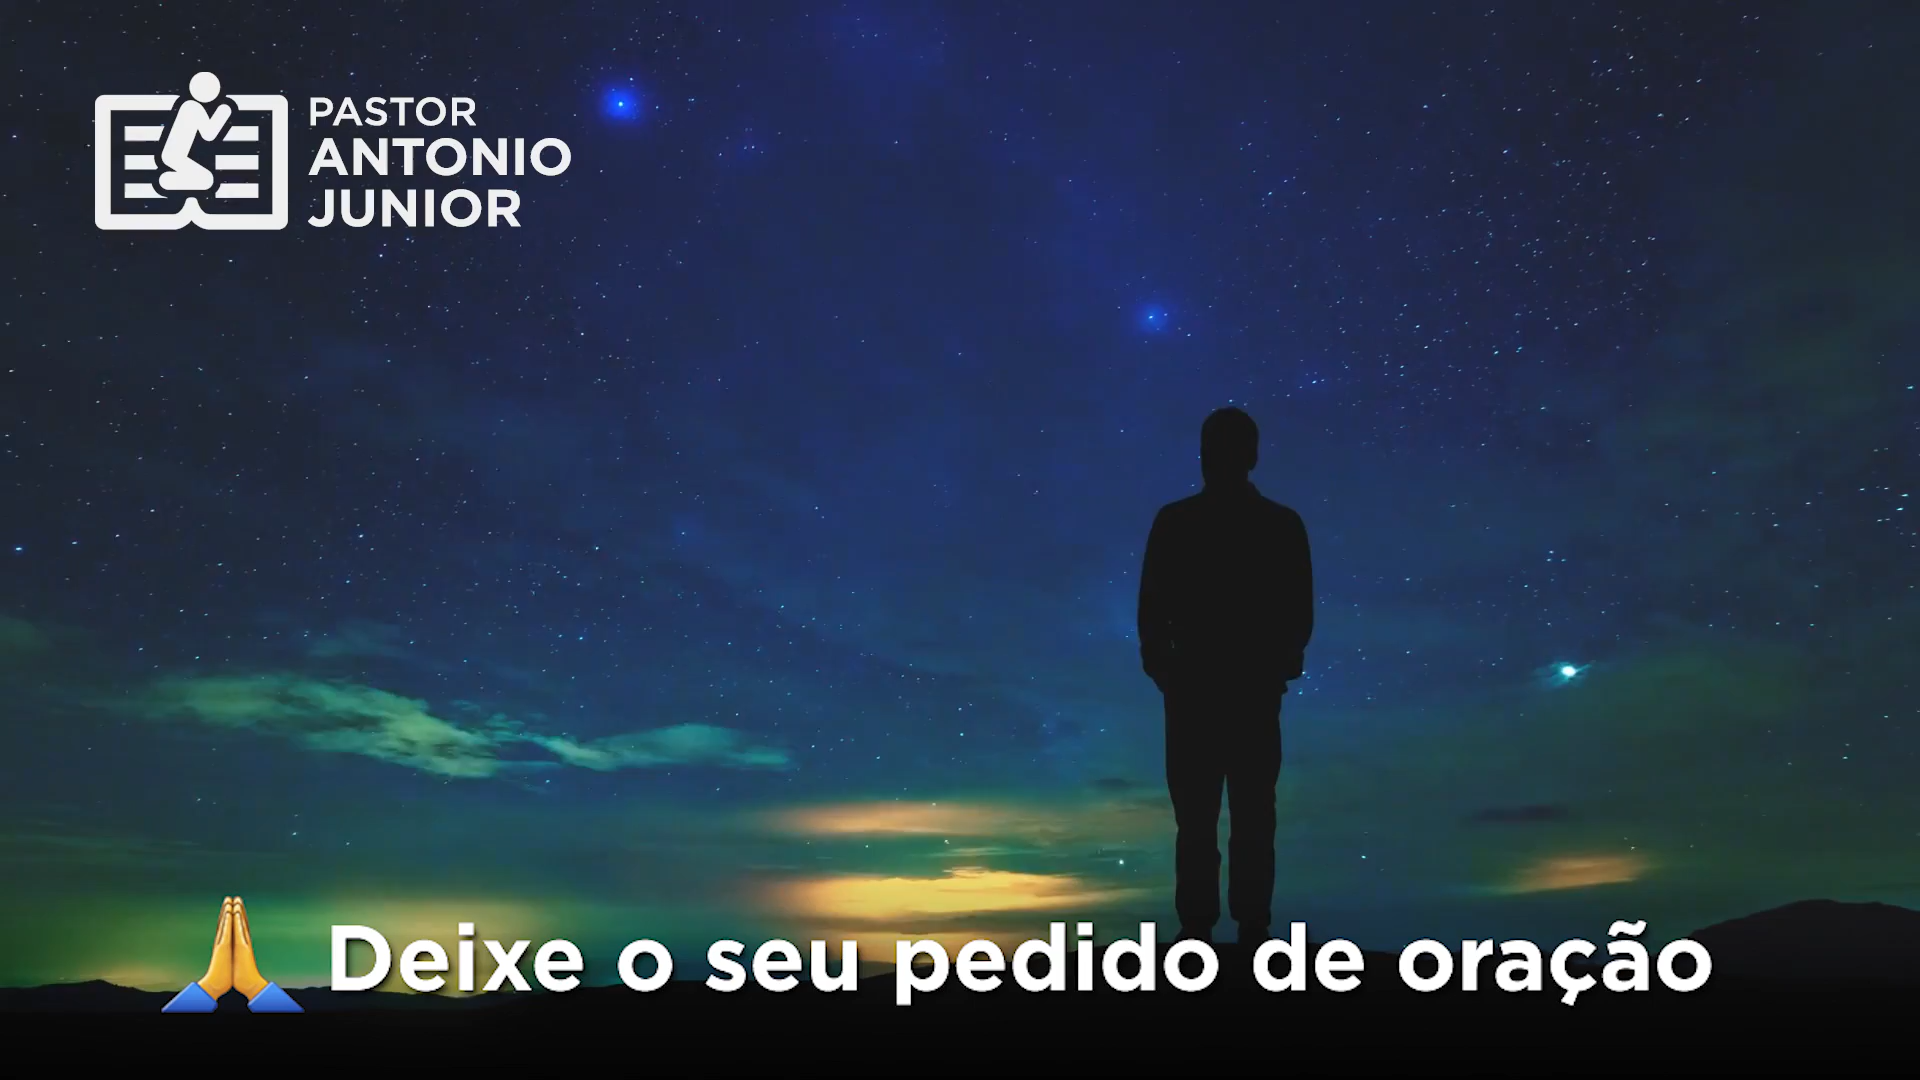 PASTOR
ANTONIO
JUNIOR
🙏 Deixe o seu pedido de oração